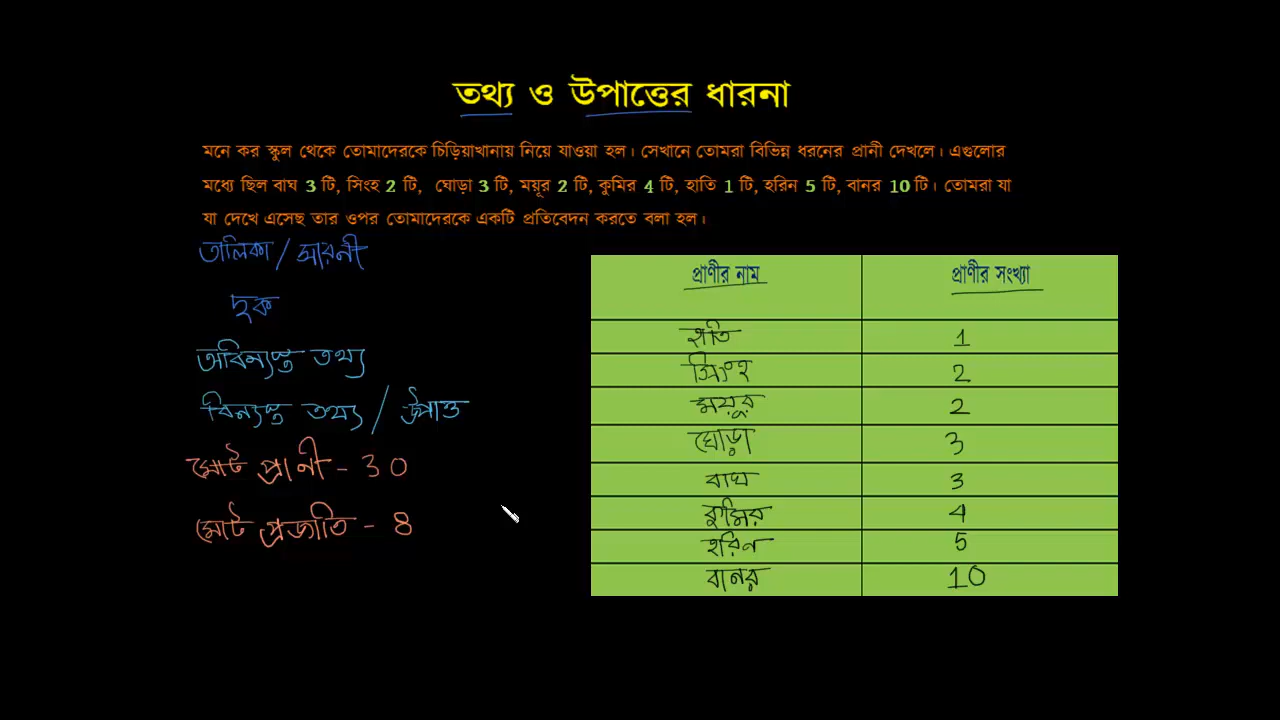 তথ্য ও উপাত্তের ধারনা
মনে কর স্কুল থেকে তোমাদেরকে চিড়িয়াখানায় নিয়ে যাওয়া হল। সেখানে তোমরা বিভিন্ন ধরনের প্রানী দেখলে। এগুলোর
মধ্যে ছিল বাঘ 3 টি, সিংহ 2 টি, ঘোড়া 3 টি, ময়ূর 2 টি, কুমির 4 টি, হাতি 1 টি, হরিন 5 টি, বানর 10 টি। তোমরা যা
যা দেখে এসেছ তার ওপর তোমাদেরকে একটি প্রতিবেদন করতে বলা হল।
তালিকা / সারনী
ছক
অবিন্যস্ত তথ্য
বিন্যস্ত তথ্য / উপাত্ত
মোট প্রানী - 30
মোট প্রজাতি - 8
প্রাণীর নাম প্রাণীর সংখ্যা
হাতি 1
সিংহ 2
ময়ূর 2
ঘোড়া 3
বাঘ 3
কুমির 4
হরিন 5
বানর 10